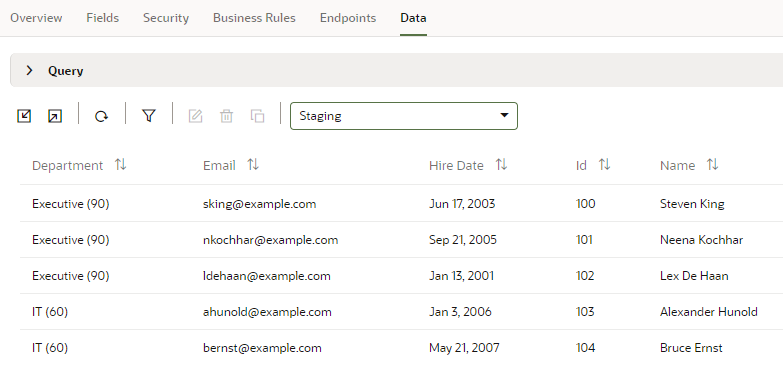 Overview Fields Security Business Rules Endpoints Data
Query
Staging
Department Email Hire Date Id Name
Executive (90) sking@example.com Jun 17, 2003 100 Steven King
Executive (90) nkochhar@example.com Sep 21, 2005 101 Neena Kochhar
Executive (90) ldehaan@example.com Jan 13, 2001 102 Lex De Haan
IT (60) ahunold@example.com Jan 3, 2006 103 Alexander Hunold
IT (60) bernst@example.com May 21, 2007 104 Bruce Ernst